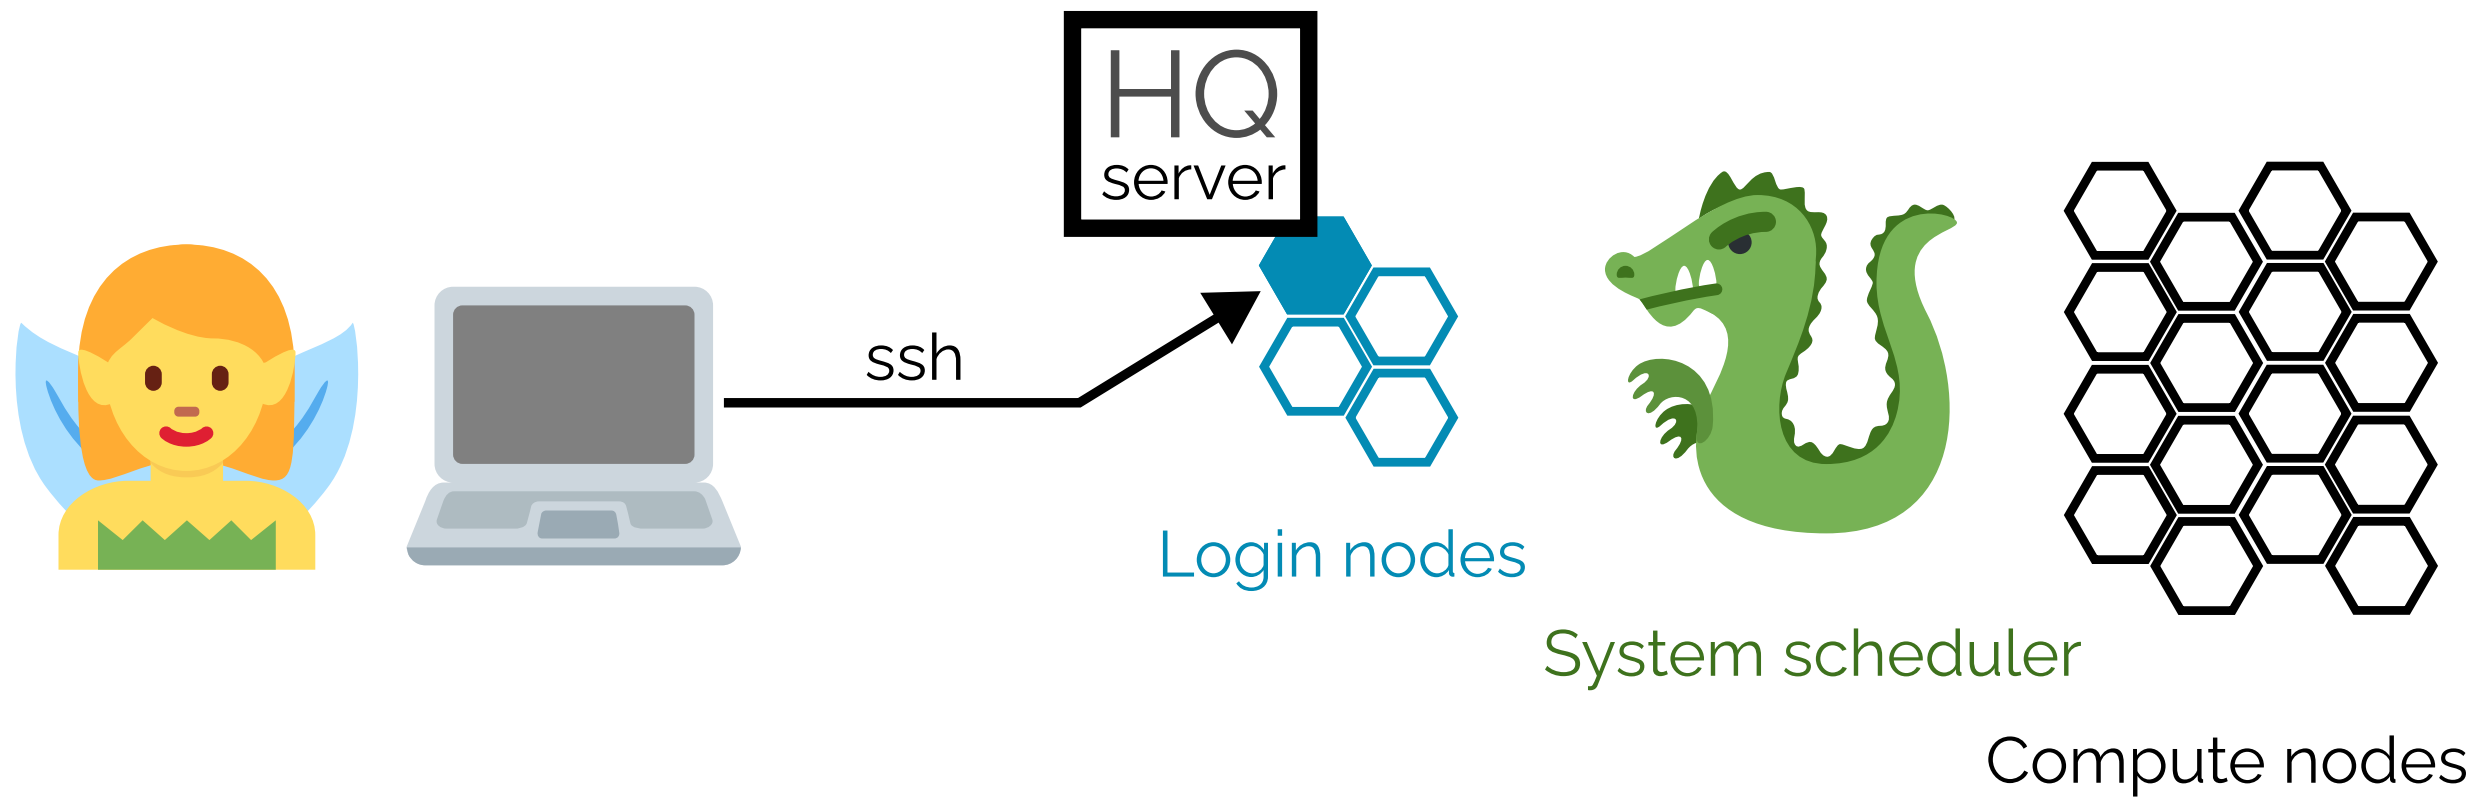 HQ
server
ssh
Login nodes
System scheduler
Compute nodes